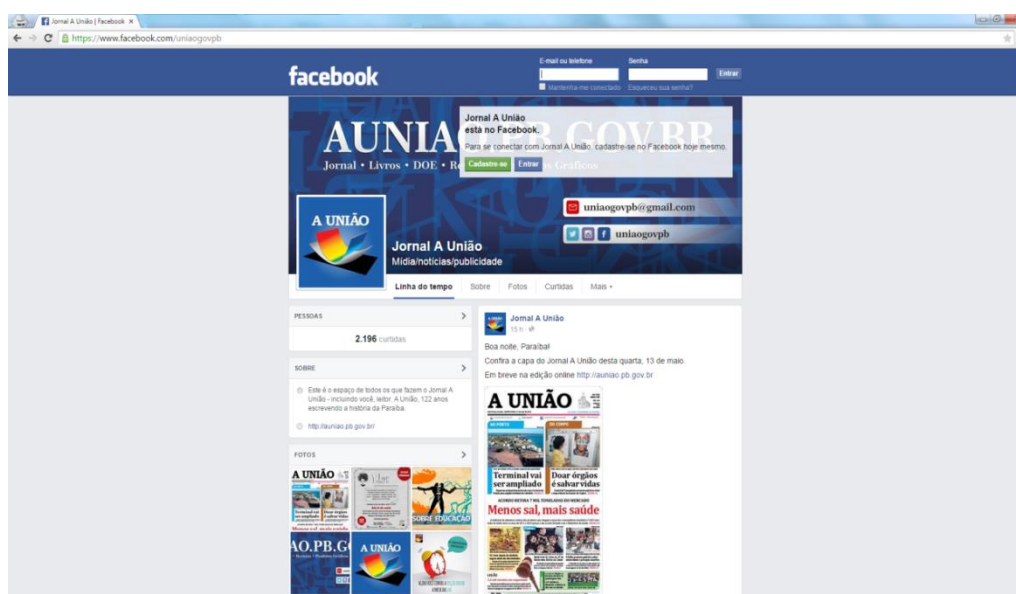 Jornal A União | Facebook
https://www.facebook.com/uniaogovpb
facebook
E-mail ou telefone
Senha
Entrar
Mantenha-me conectado
Esqueceu sua senha?
AUNIAO.PB.GOV.BR
Jornal • Livros • DOE •
Jornal A União
está no Facebook.
Para se conectar com Jornal A União, cadastre-se no Facebook hoje mesmo.
Cadastre-se
Entrar
uniaogovpb@gmail.com
uniaogovpb
A UNIÃO
Jornal A União
Mídia/notícias/publicidade
Linha do tempo
Sobre
Fotos
Curtidas
Mais
PESSOAS
2.196 curtidas
SOBRE
Este é o espaço de todos os que fazem o Jornal A
União - incluindo você, leitor. A União, 122 anos
escrevendo a história da Paraíba.
http://auniao.pb.gov.br/
FOTOS
A UNIÃO
SOBRE EDUCAÇÃO
AO.PB.G
A UNIÃO
Jornal A União
13 h
Boa noite, Paraíba!
Confira a capa do Jornal A União desta quarta, 13 de maio.
Em breve na edição online http://auniao.pb.gov.br
A UNIÃO
Terminal vai
ser ampliado
Doar órgãos
é salvar vidas
Menos sal, mais saúde